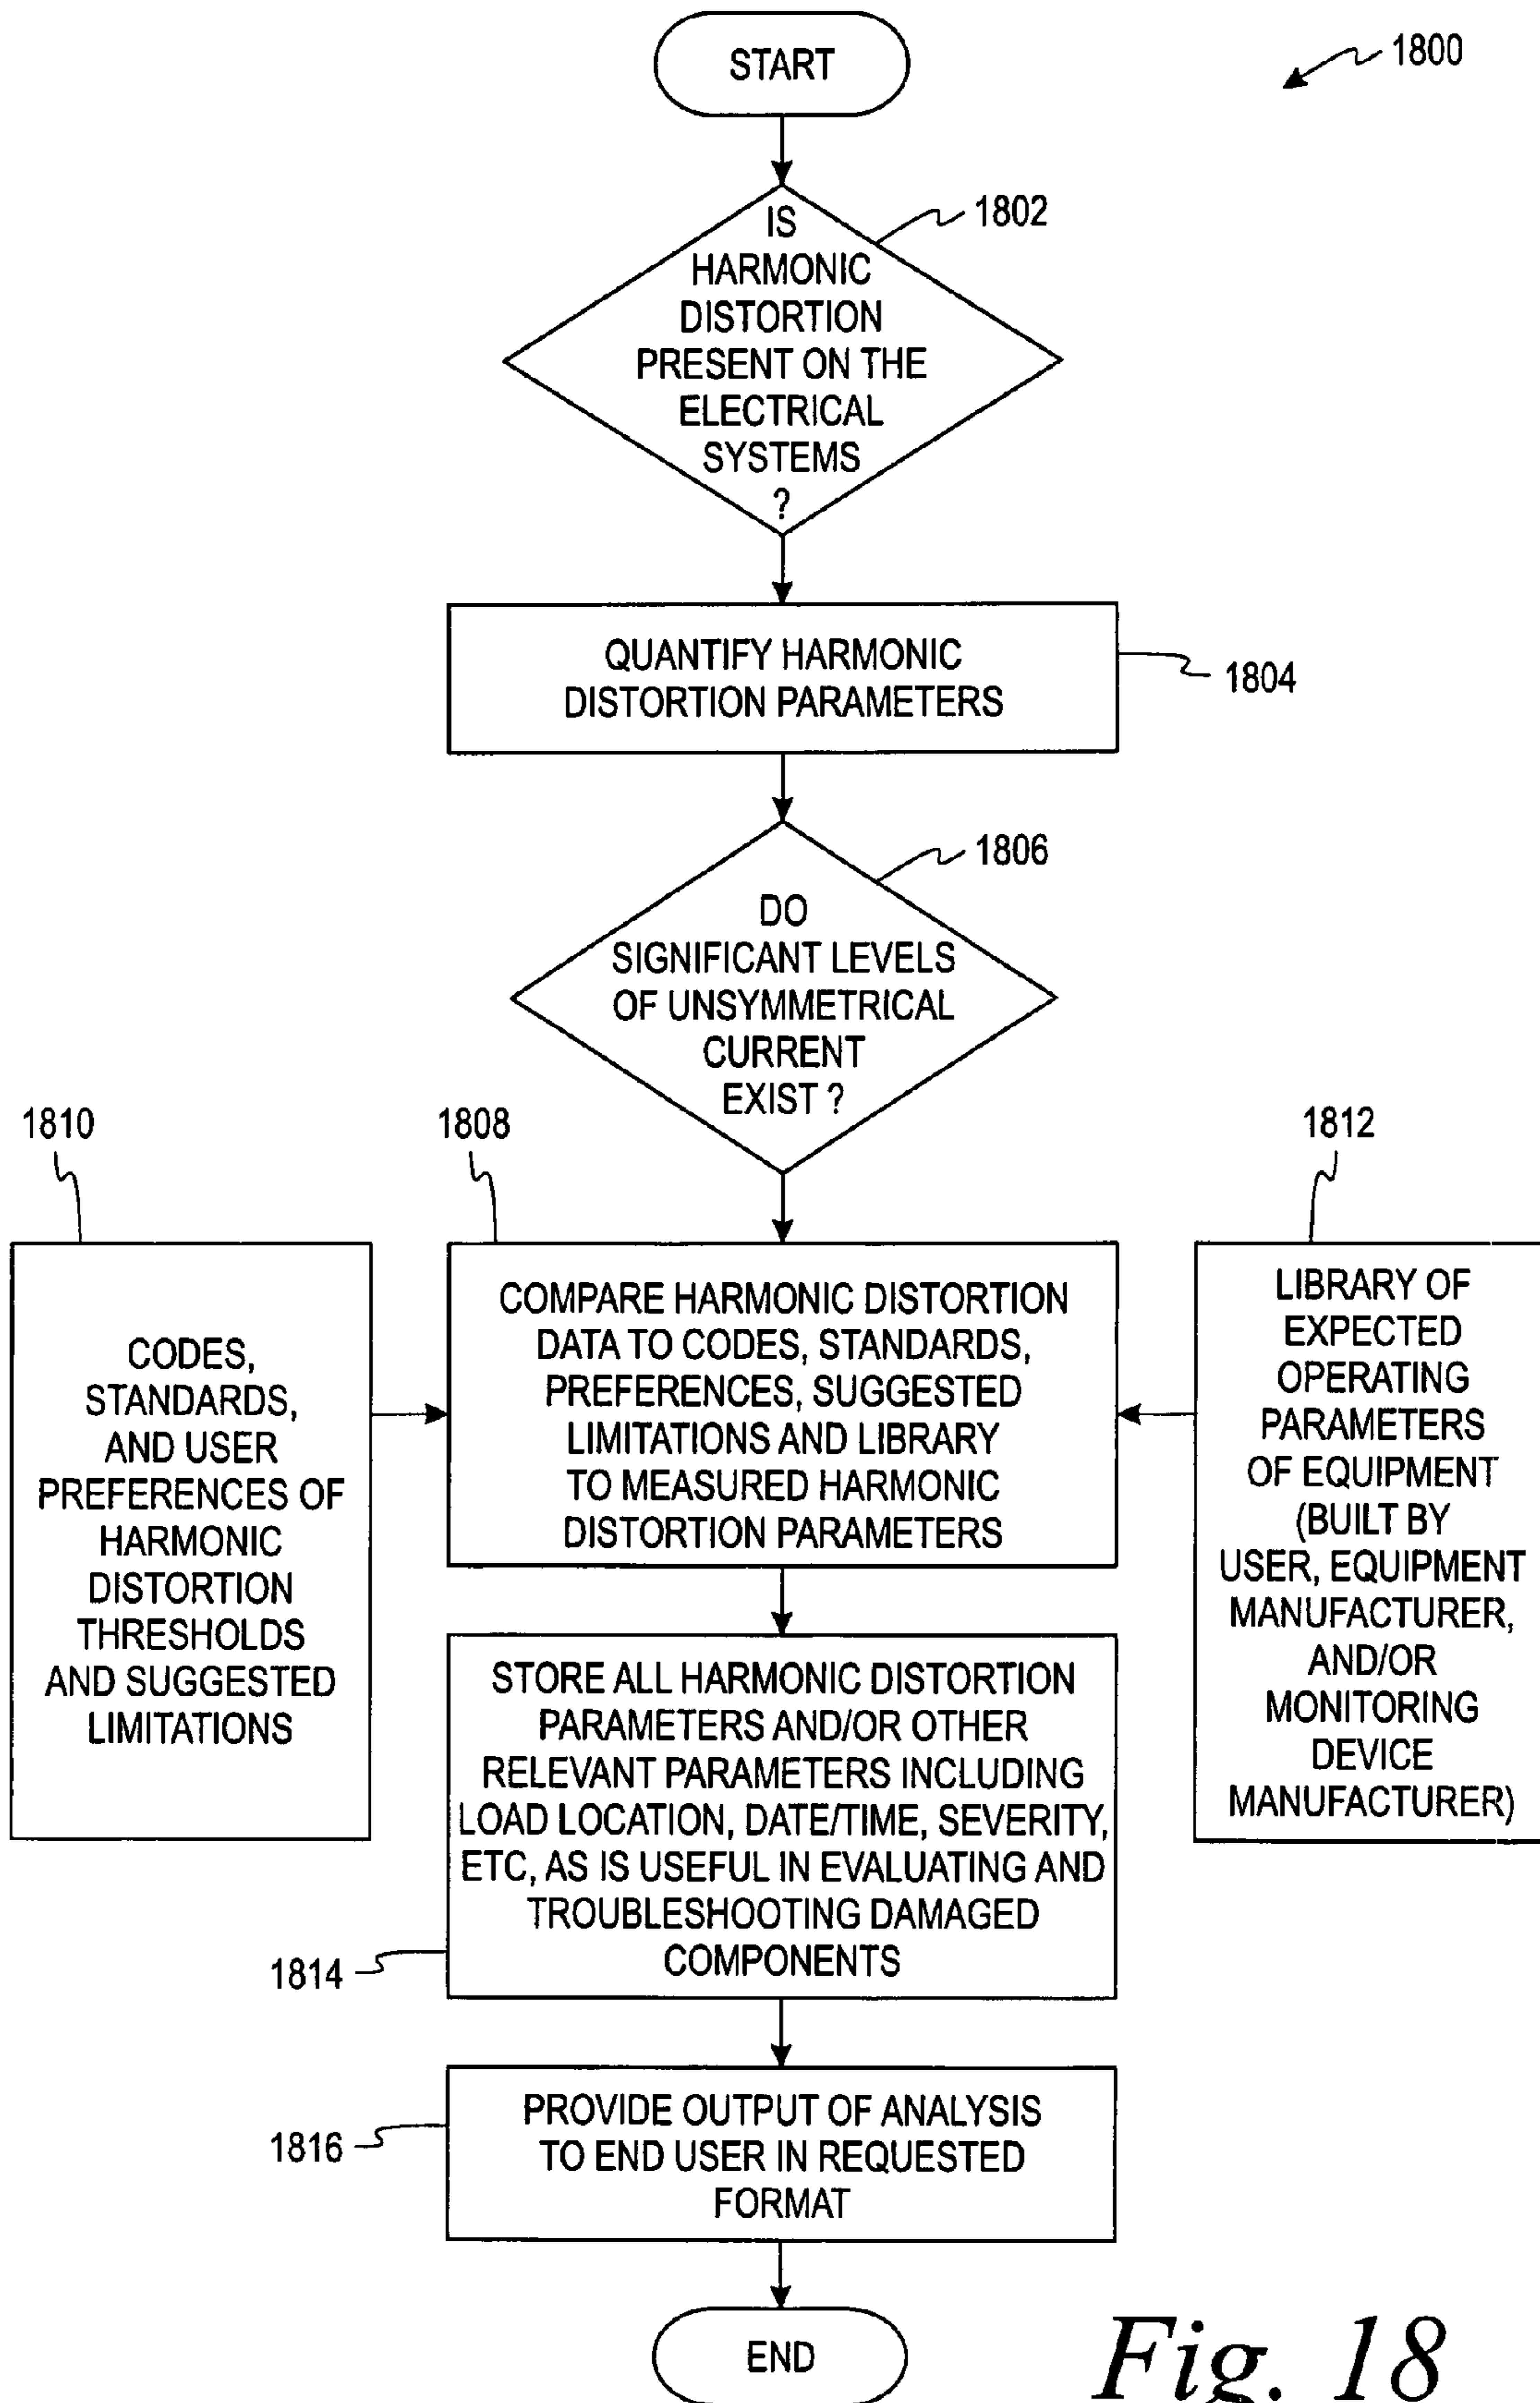 START
1800
IS
HARMONIC
DISTORTION
PRESENT ON THE
ELECTRICAL
SYSTEMS
?
1802
QUANTIFY HARMONIC
DISTORTION PARAMETERS
1804
DO
SIGNIFICANT LEVELS
OF UNSYMMETRICAL
CURRENT
EXIST ?
1806
1810
CODES,
STANDARDS,
AND USER
PREFERENCES OF
HARMONIC
DISTORTION
THRESHOLDS
AND SUGGESTED
LIMITATIONS
1808
COMPARE HARMONIC DISTORTION
DATA TO CODES, STANDARDS,
PREFERENCES, SUGGESTED
LIMITATIONS AND LIBRARY
TO MEASURED HARMONIC
DISTORTION PARAMETERS
1812
LIBRARY OF
EXPECTED
OPERATING
PARAMETERS
OF EQUIPMENT
(BUILT BY
USER, EQUIPMENT
MANUFACTURER,
AND/OR
MONITORING
DEVICE
MANUFACTURER)
STORE ALL HARMONIC DISTORTION
PARAMETERS AND/OR OTHER
RELEVANT PARAMETERS INCLUDING
LOAD LOCATION, DATE/TIME, SEVERITY,
ETC, AS IS USEFUL IN EVALUATING AND
TROUBLESHOOTING DAMAGED
COMPONENTS
1814
PROVIDE OUTPUT OF ANALYSIS
TO END USER IN REQUESTED
FORMAT
1816
END
Fig. 18